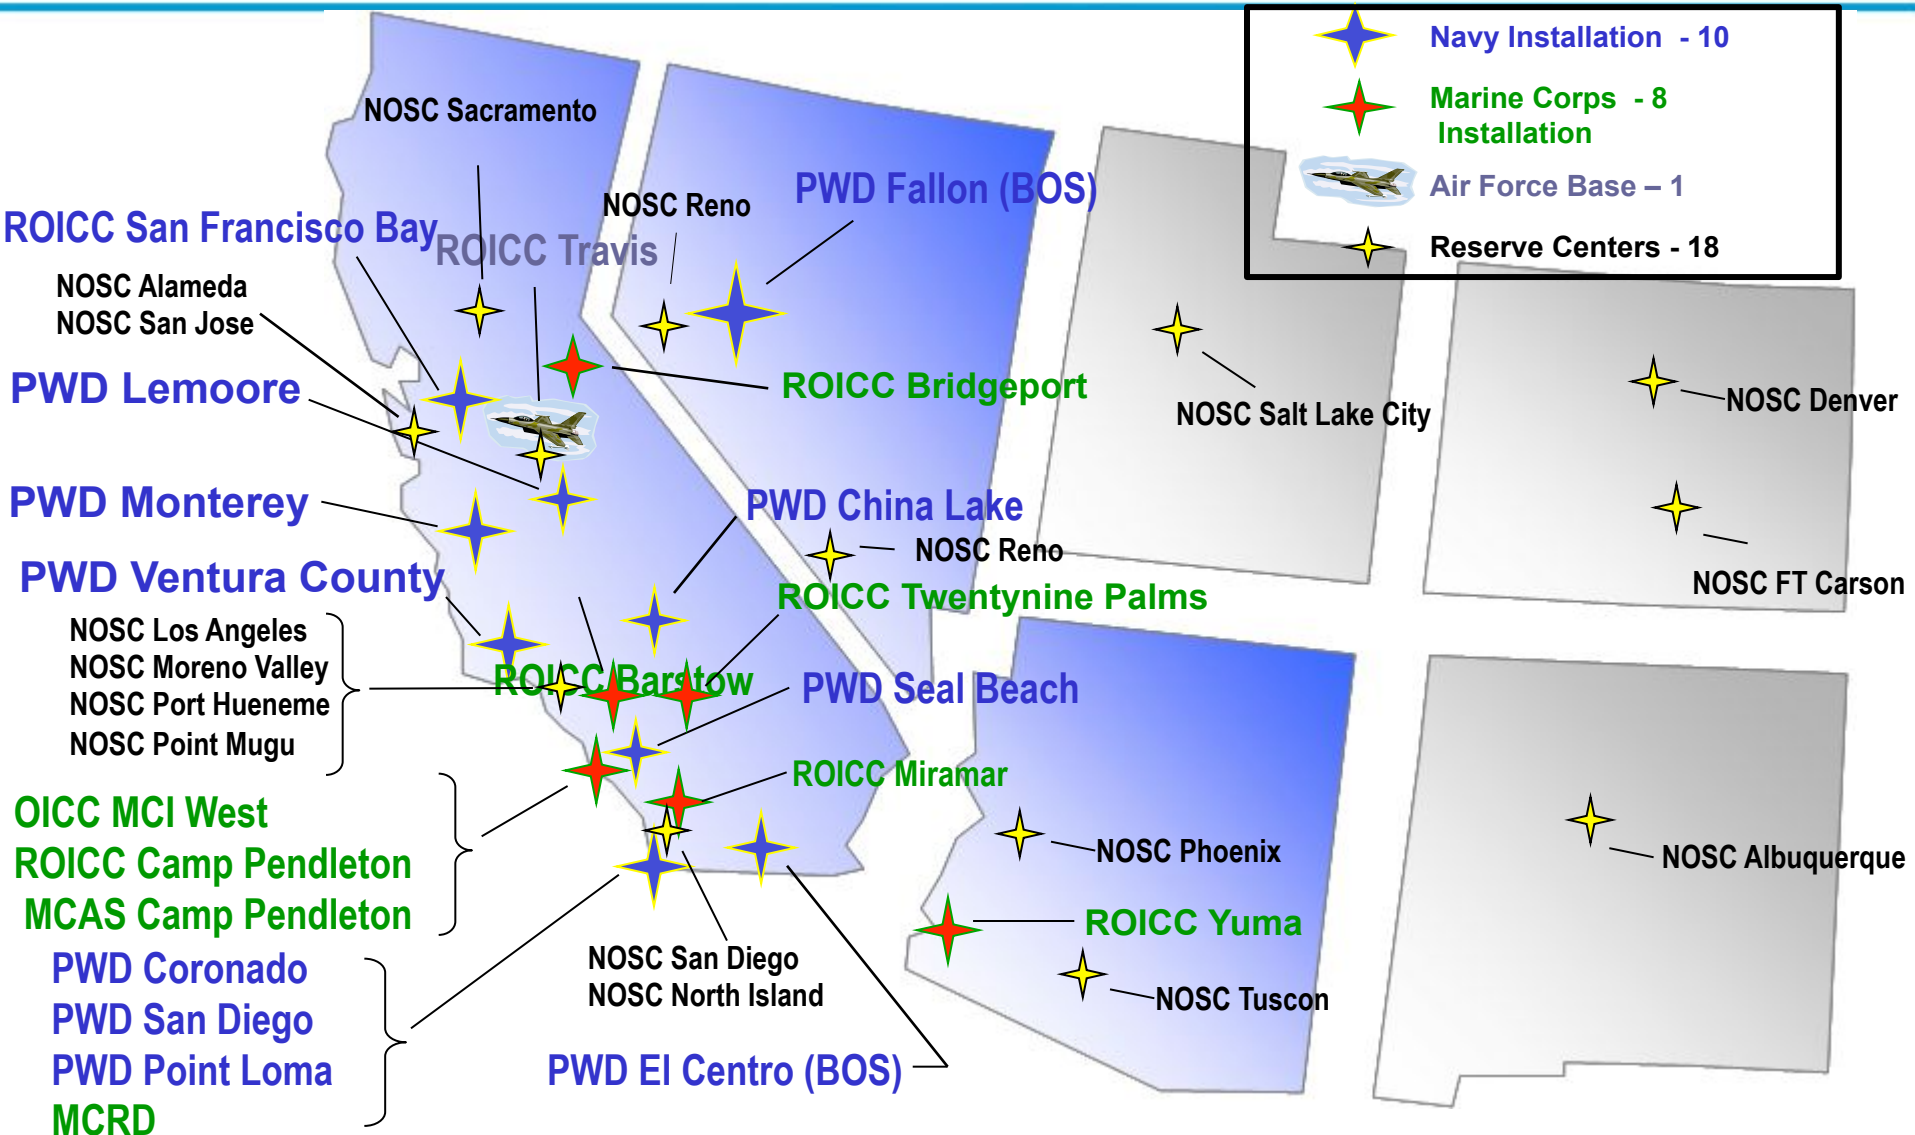 Navy Installation - 10
Marine Corps - 8
Installation
Air Force Base – 1
Reserve Centers - 18
NOSC Sacramento
PWD Fallon (BOS)
NOSC Reno
ROICC San Francisco Bay
ROICC Travis
NOSC Alameda
NOSC San Jose
PWD Lemoore
ROICC Bridgeport
NOSC Salt Lake City
NOSC Denver
PWD Monterey
PWD China Lake
NOSC Reno
NOSC FT Carson
PWD Ventura County
ROICC Twentynine Palms
NOSC Los Angeles
NOSC Moreno Valley
NOSC Port Hueneme
NOSC Point Mugu
ROICC Barstow
PWD Seal Beach
ROICC Miramar
OICC MCI West
ROICC Camp Pendleton
MCAS Camp Pendleton
NOSC Phoenix
NOSC Albuquerque
ROICC Yuma
NOSC San Diego
NOSC North Island
NOSC Tuscon
PWD Coronado
PWD San Diego
PWD Point Loma
MCRD
PWD El Centro (BOS)